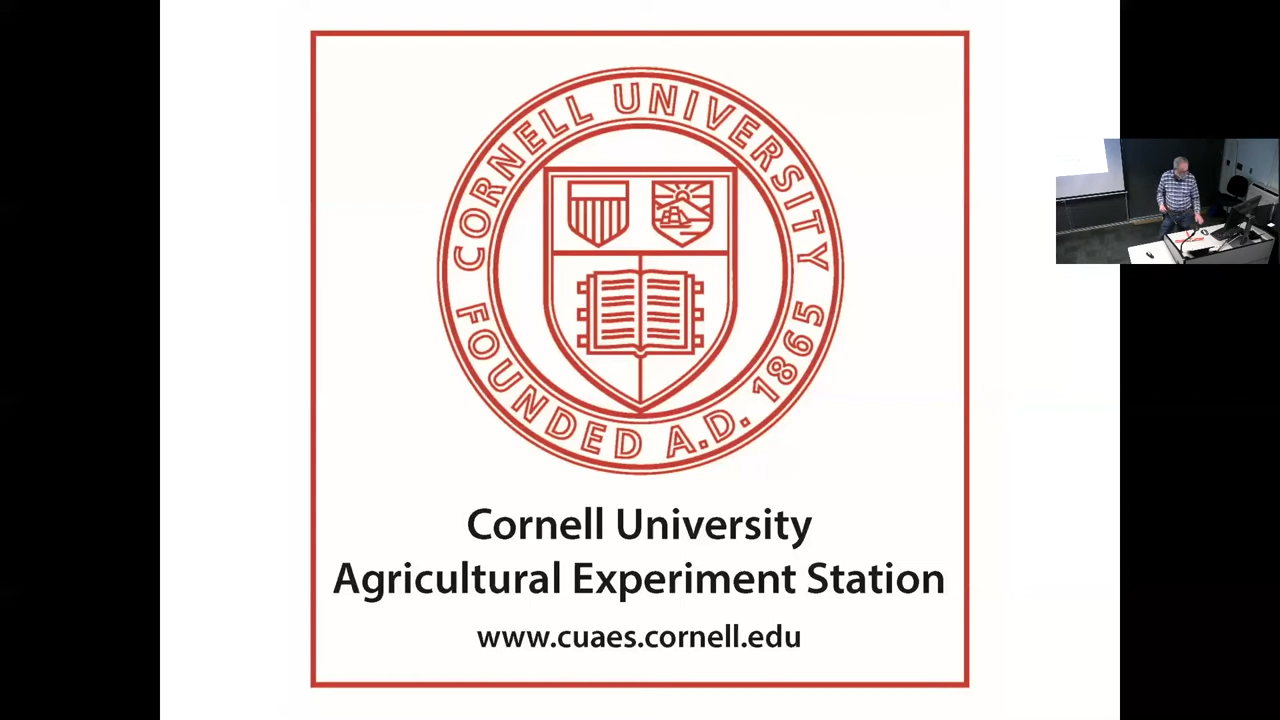 CORNELL UNIVERSITY
FOUNDED A.D. 1865
Cornell University
Agricultural Experiment Station
www.cuaes.cornell.edu